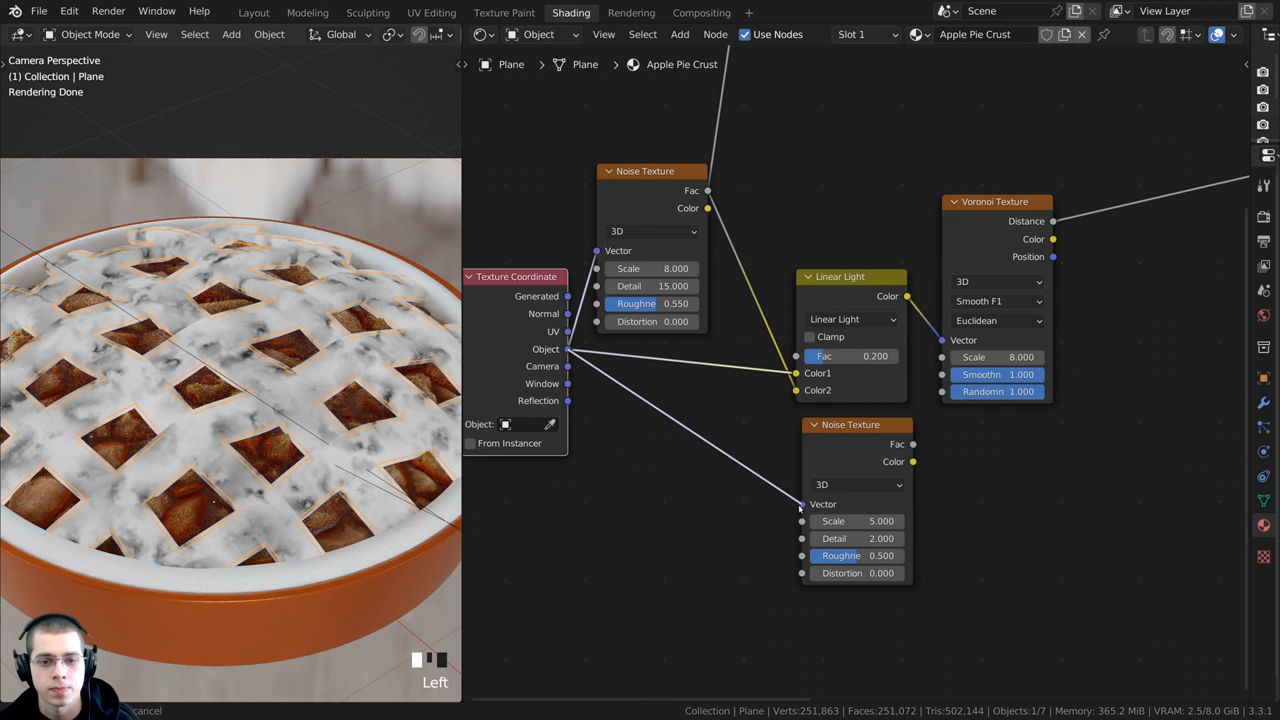 File Edit Render Window Help Layout Modeling Sculpting UV Editing Texture Paint Shading Rendering Compositing + Scene View Layer
Object Mode View Select Add Object Global Object View Select Add Node Use Nodes Slot 1 Apple Pie Crust
Camera Perspective
(1) Collection | Plane
Rendering Done
Plane > Plane > Apple Pie Crust
Noise Texture
Fac
Color
3D
Vector
Scale 8.000
Detail 15.000
Roughne 0.550
Distortion 0.000
Texture Coordinate
Generated
Normal
UV
Object
Camera
Window
Reflection
Object:
From Instancer
Linear Light
Color
Linear Light
Clamp
Fac 0.200
Color1
Color2
Voronoi Texture
Distance
Color
Position
3D
Smooth F1
Euclidean
Vector
Scale 8.000
Smoothn 1.000
Randomn 1.000
Noise Texture
Fac
Color
3D
Vector
Scale 5.000
Detail 2.000
Roughne 0.500
Distortion 0.000
Left
cancel
Collection | Plane | Verts:251,863 | Faces:251,072 | Tris:502,144 | Objects:1/7 | Memory: 365.2 MiB | VRAM: 2.5/8.0 GiB | 3.3.1